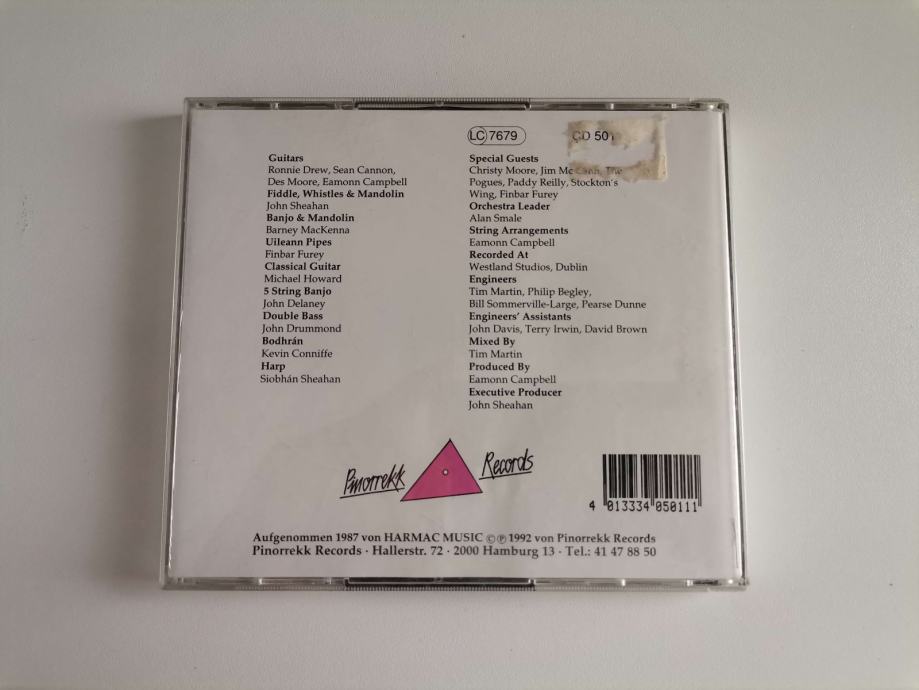 LC 7679
CD 501
Guitars
Ronnie Drew, Sean Cannon,
Des Moore, Eamonn Campbell
Fiddle, Whistles & Mandolin
John Sheahan
Banjo & Mandolin
Barney MacKenna
Uileann Pipes
Finbar Furey
Classical Guitar
Michael Howard
5 String Banjo
John Delaney
Double Bass
John Drummond
Bodhrán
Kevin Conniffe
Harp
Siobhán Sheahan
Special Guests
Christy Moore, Jim The
Pogues, Paddy Reilly, Stockton's
Wing, Finbar Furey
Orchestra Leader
Alan Smale
String Arrangements
Eamonn Campbell
Recorded At
Westland Studios, Dublin
Engineers
Tim Martin, Philip Begley,
Bill Sommerville-Large, Pearse Dunne
Engineers' Assistants
John Davis, Terry Irwin, David Brown
Mixed By
Tim Martin
Produced By
Eamonn Campbell
Executive Producer
John Sheahan
Pinorrekk Records
4 013334 050111
Aufgenommen 1987 von HARMAC MUSIC ©℗ 1992 von Pinorrekk Records
Pinorrekk Records · Hallerstr. 72 · 2000 Hamburg 13 · Tel.: 41 47 88 50